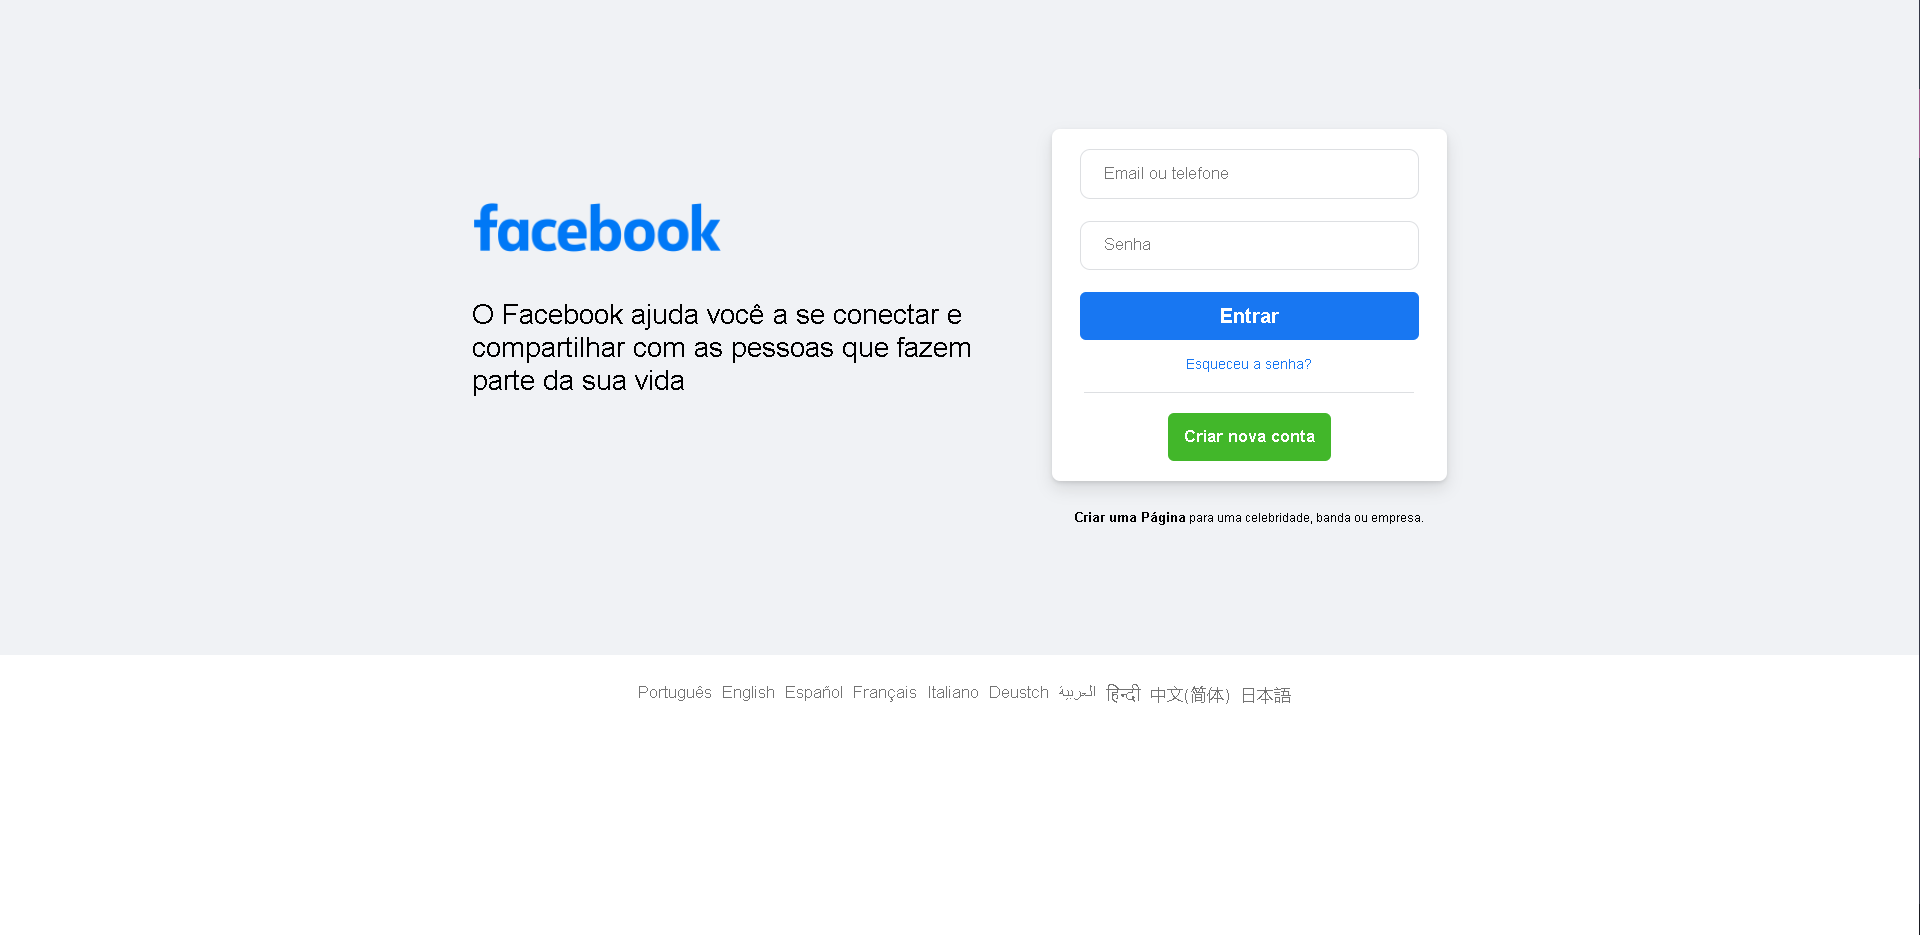 facebook
O Facebook ajuda você a se conectar e
compartilhar com as pessoas que fazem
parte da sua vida
Email ou telefone
Senha
Entrar
Esqueceu a senha?
Criar nova conta
Criar uma Página para uma celebridade, banda ou empresa.
Português English Español Français Italiano Deustch العربية हिन्दी 中文(简体) 日本語